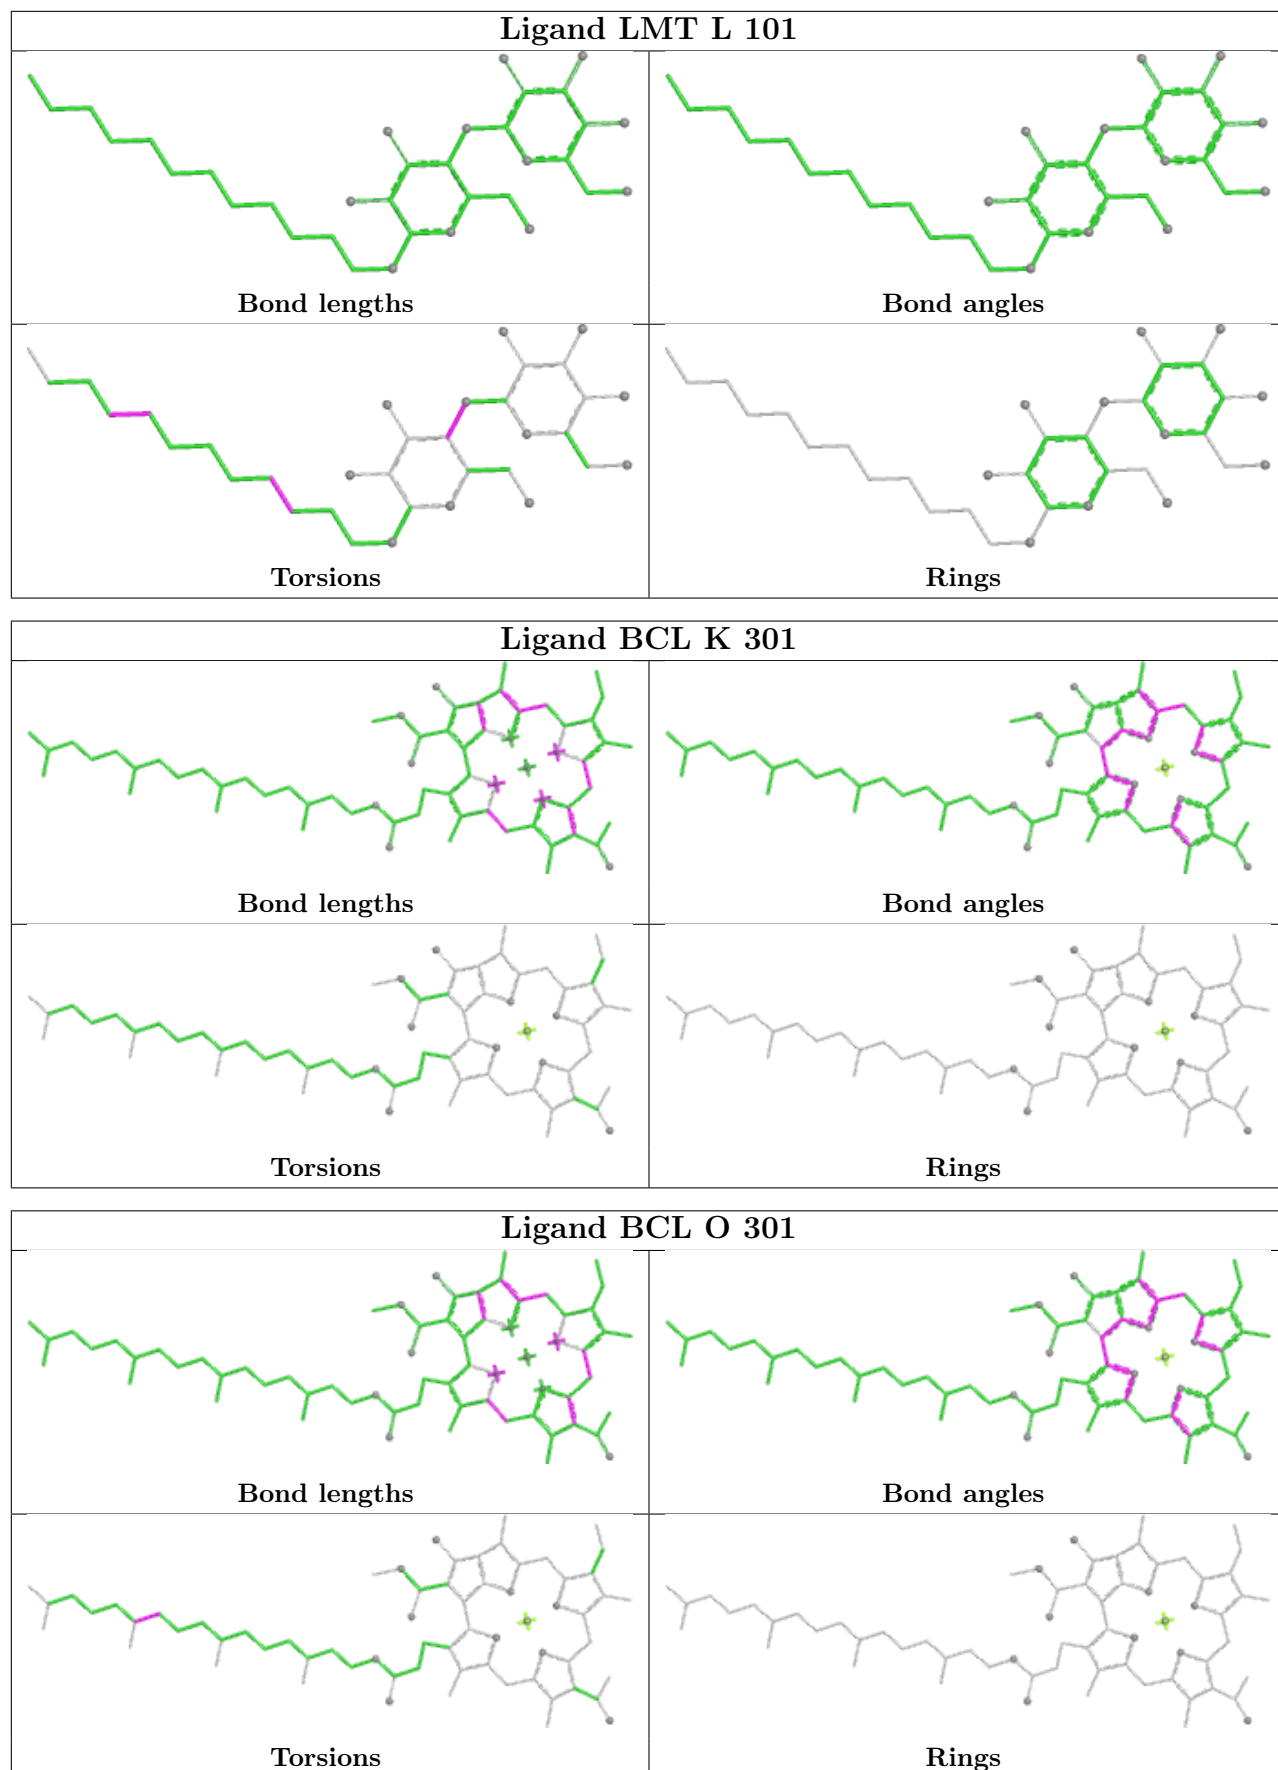 Ligand LMT L 101
Bond lengths
Bond angles
Torsions
Rings
Ligand BCL K 301
Bond lengths
Bond angles
Torsions
Rings
Ligand BCL O 301
Bond lengths
Bond angles
Torsions
Rings